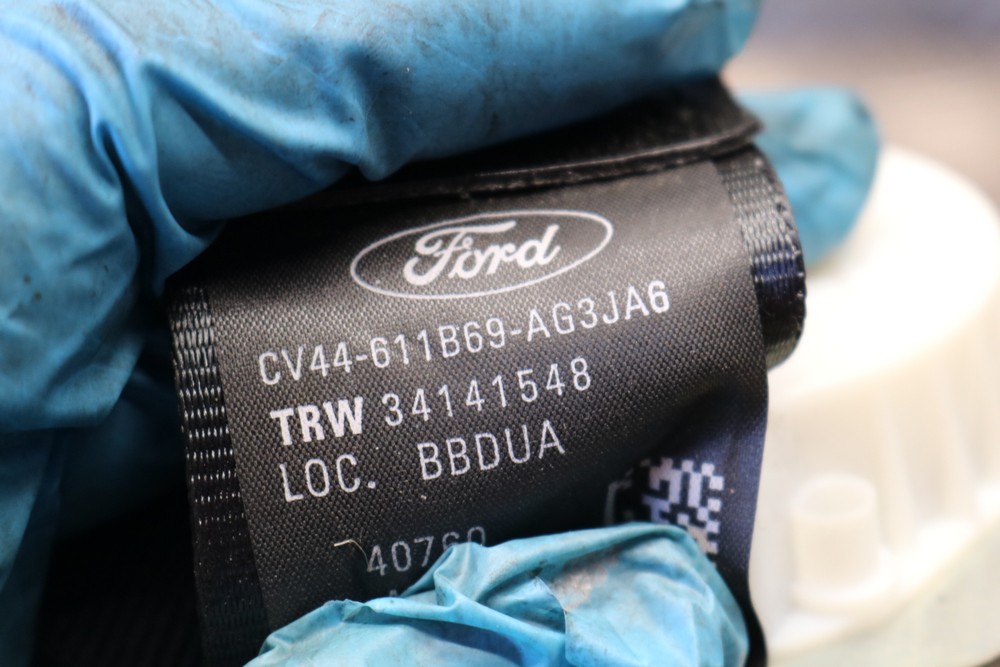 Ford
CV44-611B69-AG3JA6
TRW 34141548
LOC. BBDUA